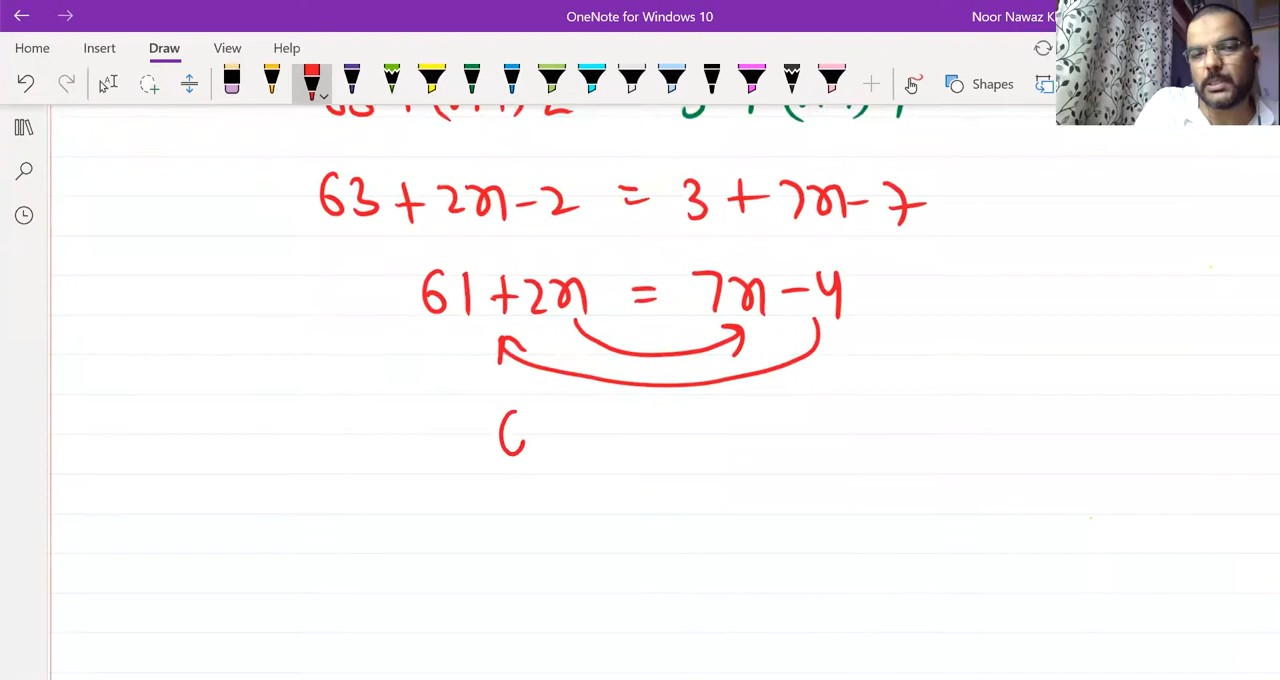 OneNote for Windows 10
Noor Nawaz K
Home Insert Draw View Help
Shapes
63 + 2n - 2 = 3 + 7n - 7
61 + 2n = 7n - 4